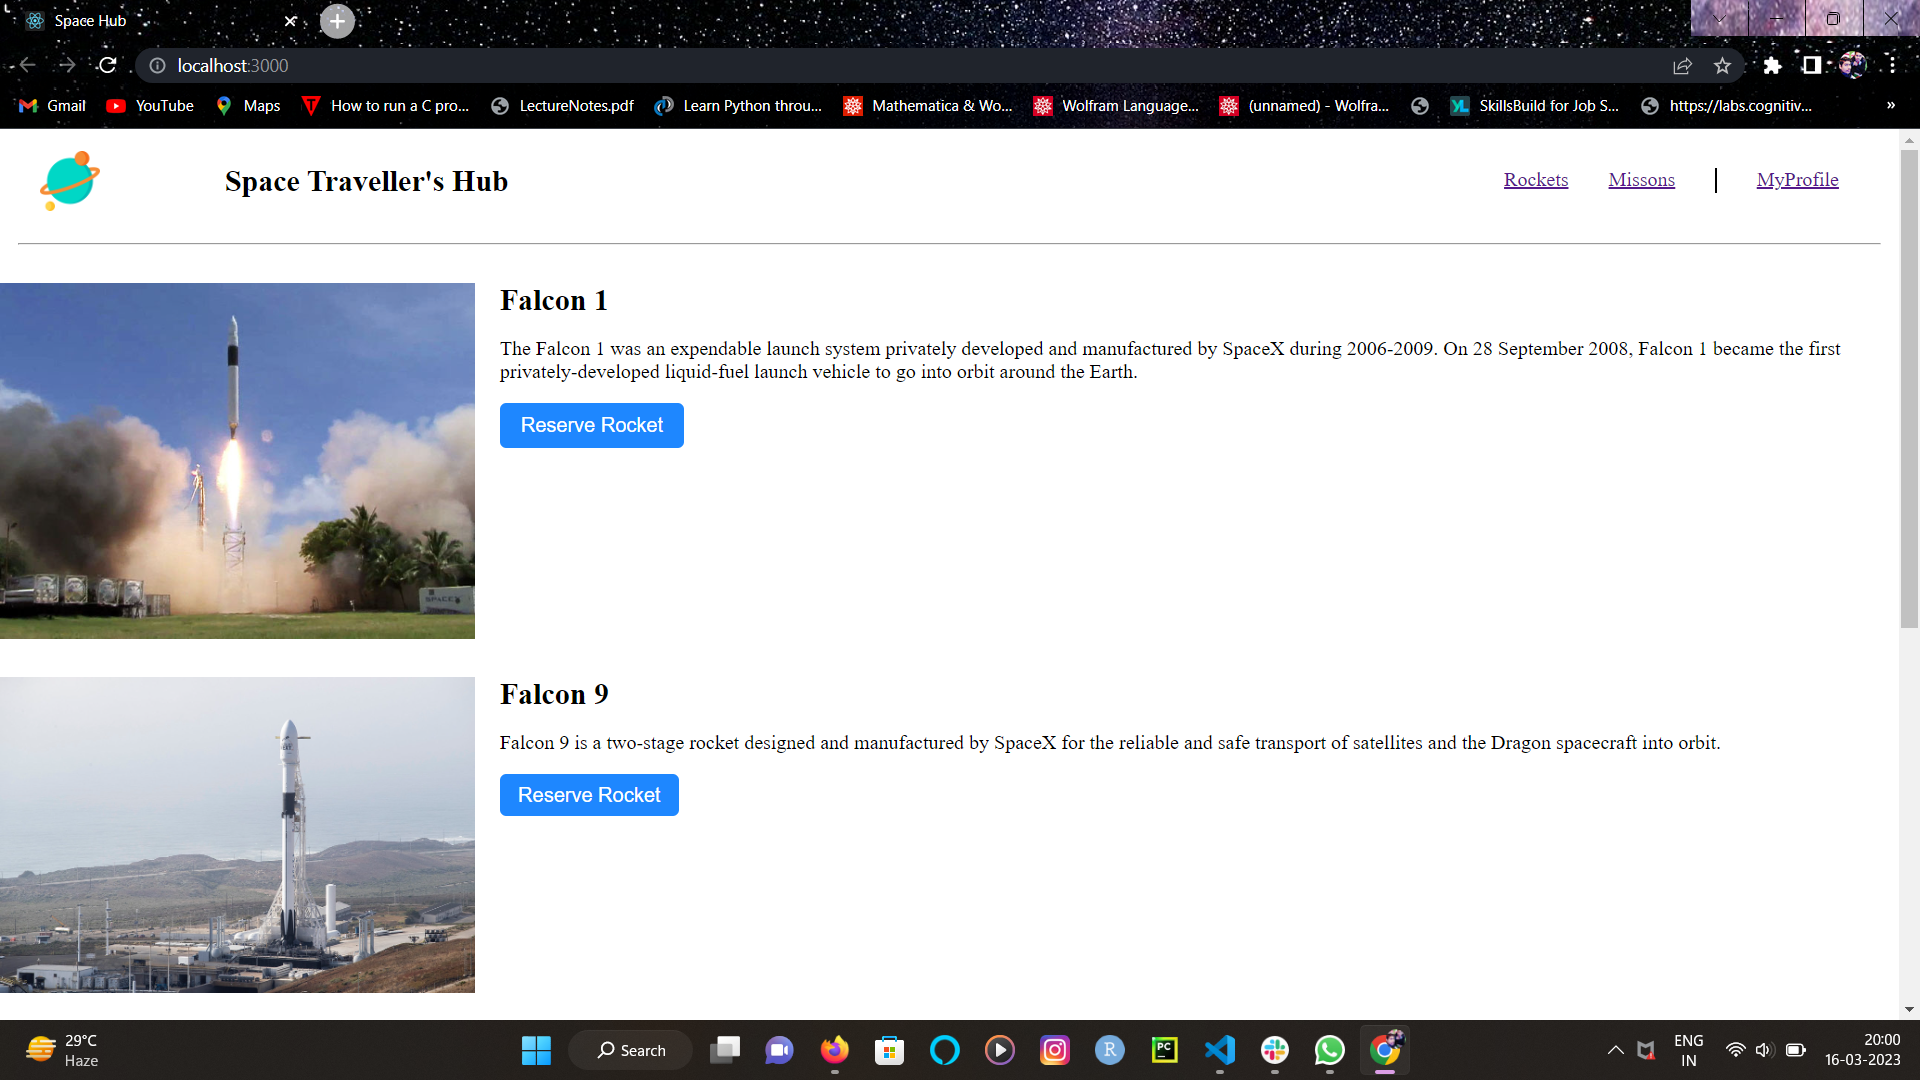 Space Hub
localhost:3000
Gmail YouTube Maps How to run a C pro... LectureNotes.pdf Learn Python throu... Mathematica & Wo... Wolfram Language... (unnamed) - Wolfra... SkillsBuild for Job S... https://labs.cognitiv... »
Space Traveller's Hub
Rockets Missons MyProfile
Falcon 1
The Falcon 1 was an expendable launch system privately developed and manufactured by SpaceX during 2006-2009. On 28 September 2008, Falcon 1 became the first
privately-developed liquid-fuel launch vehicle to go into orbit around the Earth.
Reserve Rocket
SPACEX
Falcon 9
Falcon 9 is a two-stage rocket designed and manufactured by SpaceX for the reliable and safe transport of satellites and the Dragon spacecraft into orbit.
Reserve Rocket
29°C
Haze
Search
R
PC
ENG
IN
20:00
16-03-2023